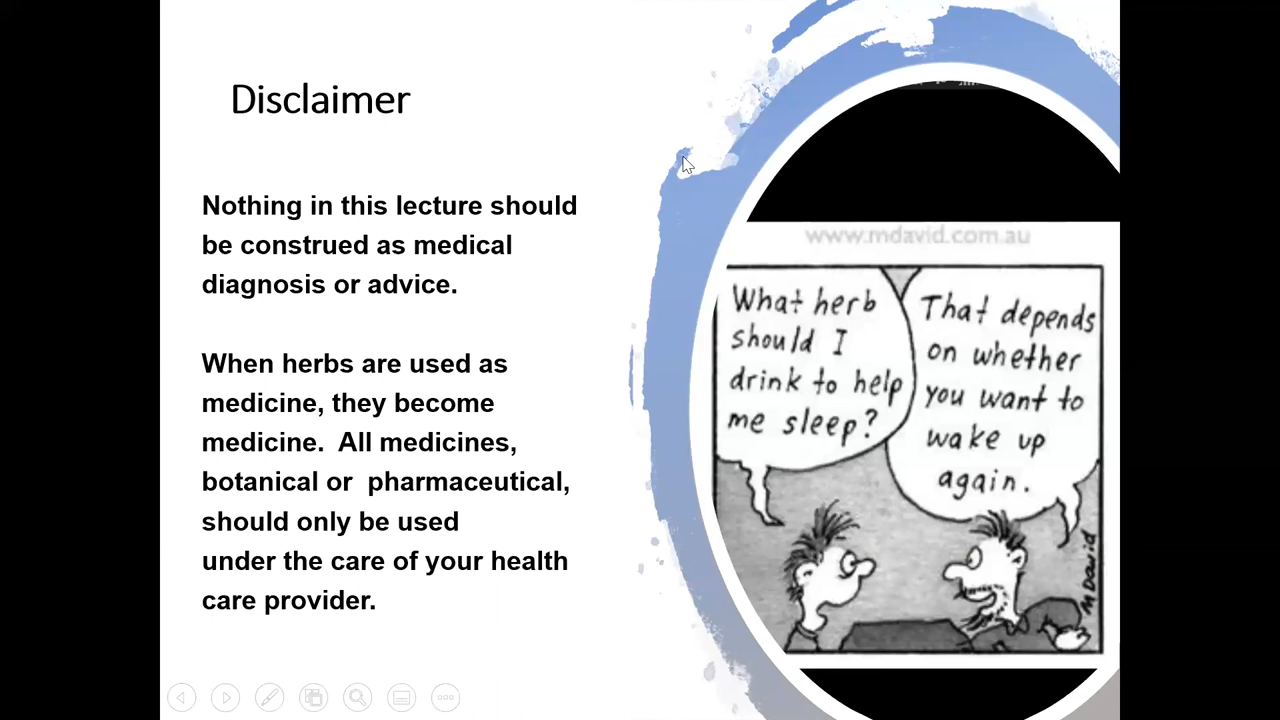 Disclaimer
Nothing in this lecture should
be construed as medical
diagnosis or advice.
When herbs are used as
medicine, they become
medicine.  All medicines,
botanical or  pharmaceutical,
should only be used
under the care of your health
care provider.
www.mdavid.com.au
What herb
should I
drink to help
me sleep?
That depends
on whether
you want to
wake up
again.
M David